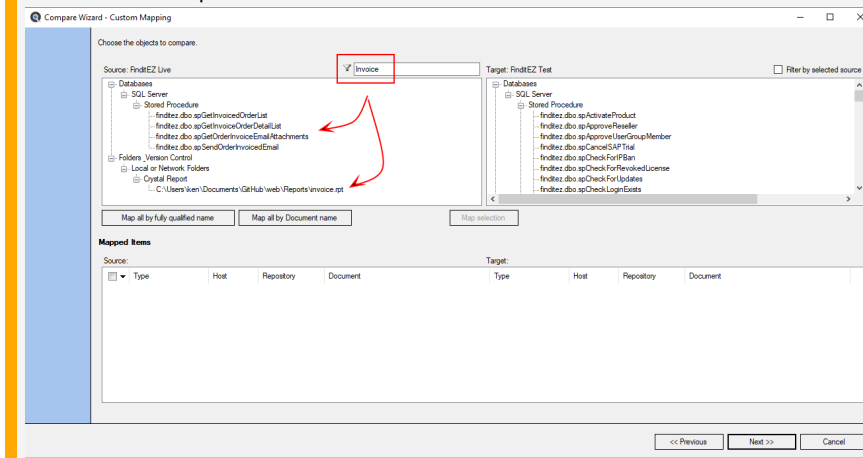 Compare Wizard - Custom Mapping
Choose the objects to compare.
Source: FinditEZ Live
Invoice
Target: FinditEZ Test
Filter by selected source
Databases
SQL Server
Stored Procedure
finditez.dbo.spGetInvoicedOrderList
finditez.dbo.spGetInvoiceOrderDetailList
finditez.dbo.spGetOrderInvoiceEmailAttachments
finditez.dbo.spSendOrderInvoicedEmail
Folders _Version Control
Local or Network Folders
Crystal Report
C:\Users\ken\Documents\GitHub\web\Reports\invoice.rpt
Databases
SQL Server
Stored Procedure
finditez.dbo.spActivateProduct
finditez.dbo.spApproveReseller
finditez.dbo.spApproveUserGroupMember
finditez.dbo.spCancelSAPTrial
finditez.dbo.spCheckForIPBan
finditez.dbo.spCheckForRevokedLicense
finditez.dbo.spCheckForUpdates
finditez.dbo.spCheckLoginExists
Map all by fully qualified name
Map all by Document name
Map selection
Mapped Items
Source:
Target:
Type Host Repository Document
Type Host Repository Document
<< Previous
Next >>
Cancel